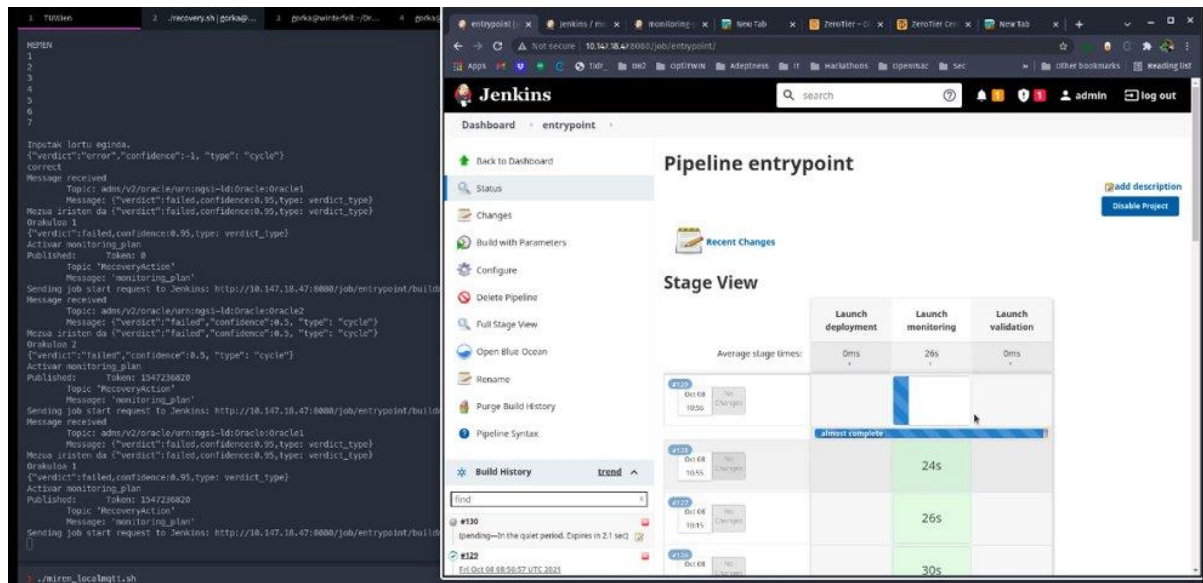 1 TUWien
2 ./recovery.sh | gorka@...
3 gorka@winterfell:~/Dr...
4 gorka@
HEMEN
1
2
3
4
5
6
7
Inputak lortu eginda.
{"verdict":"error","confidence":-1, "type": "cycle"}
correct
Message received
Topic: adms/v2/oracle/urn:ngsi-ld:Oracle:Oracle1
Message: {"verdict":failed,confidence:0.95,type: verdict_type}
Mezua iristen da {"verdict":failed,confidence:0.95,type: verdict_type}
Orakuloa 1
{"verdict":failed,confidence:0.95,type: verdict_type}
Activar monitoring_plan
Published: Token: 0
Topic "RecoveryAction"
Message: 'monitoring_plan'
Sending job start request to Jenkins: http://10.147.18.47:8080/job/entrypoint/build
Message received
Topic: adms/v2/oracle/urn:ngsi-ld:Oracle:Oracle2
Message: {"verdict":"failed","confidence":0.5, "type": "cycle"}
Mezua iristen da {"verdict":"failed","confidence":0.5, "type": "cycle"}
Orakuloa 2
{"verdict":"failed","confidence":0.5, "type": "cycle"}
Activar monitoring_plan
Published: Token: 1547236820
Topic "RecoveryAction"
Message: 'monitoring_plan'
Sending job start request to Jenkins: http://10.147.18.47:8080/job/entrypoint/build
Message received
Topic: adms/v2/oracle/urn:ngsi-ld:Oracle:Oracle1
Message: {"verdict":failed,confidence:0.95,type: verdict_type}
Mezua iristen da {"verdict":failed,confidence:0.95,type: verdict_type}
Orakuloa 1
{"verdict":failed,confidence:0.95,type: verdict_type}
Activar monitoring_plan
Published: Token: 1547236820
Topic "RecoveryAction"
Message: 'monitoring_plan'
Sending job start request to Jenkins: http://10.147.18.47:8080/job/entrypoint/build
./miren_localmqtt.sh
entrypoint
jenkins / m
monitoring
New Tab
ZeroTier – G
ZeroTier Cen
New Tab
Not secure | 10.147.18.47:8080/job/entrypoint/
Apps
Tidr_
DB2
OptiTwin
Adeptness
IT
Hackathons
OpenMac
Sec
Other bookmarks
Reading list
Jenkins
search
1
1
admin
log out
Dashboard
entrypoint
Back to Dashboard
Status
Changes
Build with Parameters
Configure
Delete Pipeline
Full Stage View
Open Blue Ocean
Rename
Purge Build History
Pipeline Syntax
Build History trend
find
#130
(pending—In the quiet period. Expires in 2.1 sec)
#129
Fri Oct 08 08:56:57 UTC 2021
Pipeline entrypoint
add description
Disable Project
Recent Changes
Stage View
Launch deployment
Launch monitoring
Launch validation
Average stage times:
0ms
26s
0ms
#129
Oct 08
10:56
No Changes
almost complete
#128
Oct 08
10:55
No Changes
24s
#127
Oct 08
10:15
No Changes
26s
#126
Oct 08
No
30s